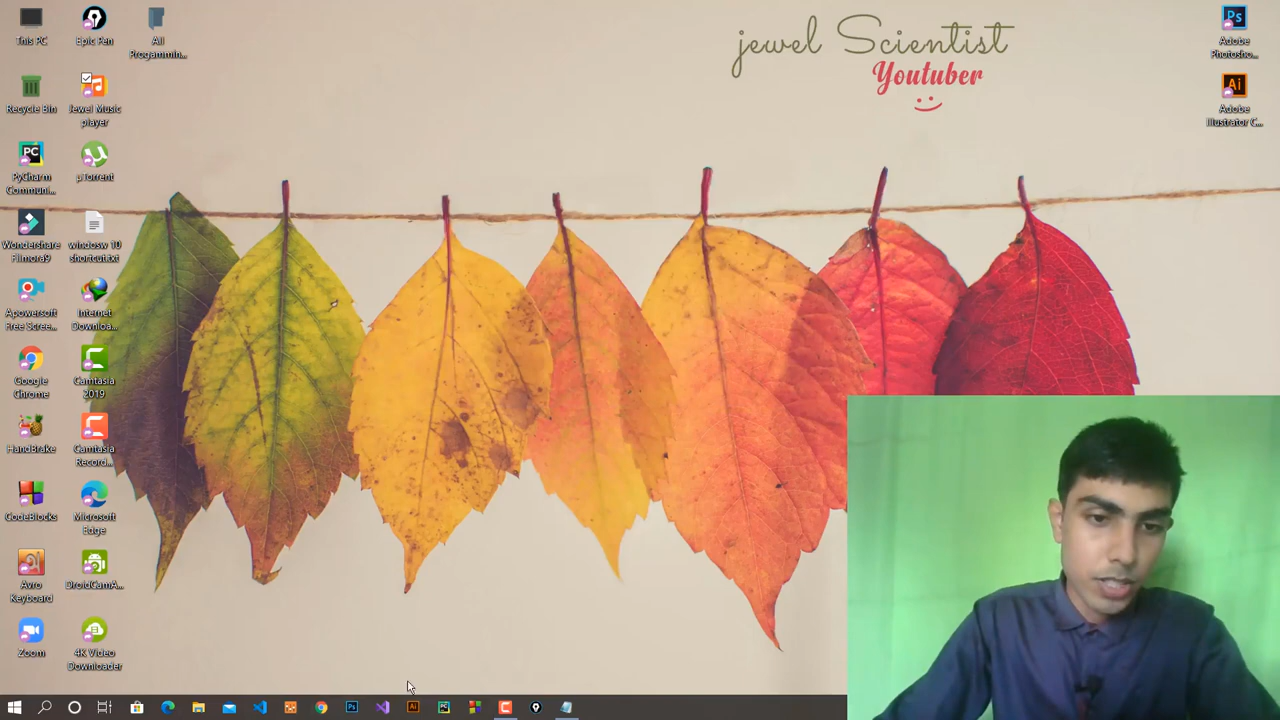 jewel Scientist
Youtuber
This PC
Epic Pen
All Progammin...
Adobe Photosho...
Recycle Bin
Jewel Music player
Adobe Illustrator C...
PyCharm Communi...
µTorrent
Wondershare Filmora9
windosw 10 shortcut.txt
Apowersoft Free Scree...
Internet Downloa...
Google Chrome
Camtasia 2019
HandBrake
Camtasia Record...
CodeBlocks
Microsoft Edge
Avro Keyboard
DroidCamA...
Zoom
4K Video Downloader